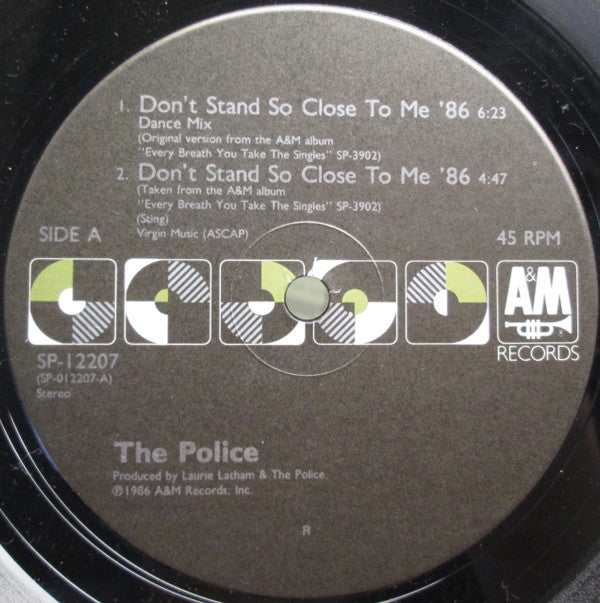 1. Don't Stand So Close To Me '86 6:23
Dance Mix
(Original version from the A&M album
"Every Breath You Take The Singles" SP-3902)
2. Don't Stand So Close To Me '86 4:47
(Taken from the A&M album
"Every Breath You Take The Singles" SP-3902)
(Sting)
Virgin Music (ASCAP)
SIDE A
45 RPM
A&M
RECORDS
SP-12207
(SP-012207-A)
Stereo
The Police
Produced by Laurie Latham & The Police
℗1986 A&M Records, Inc.
R